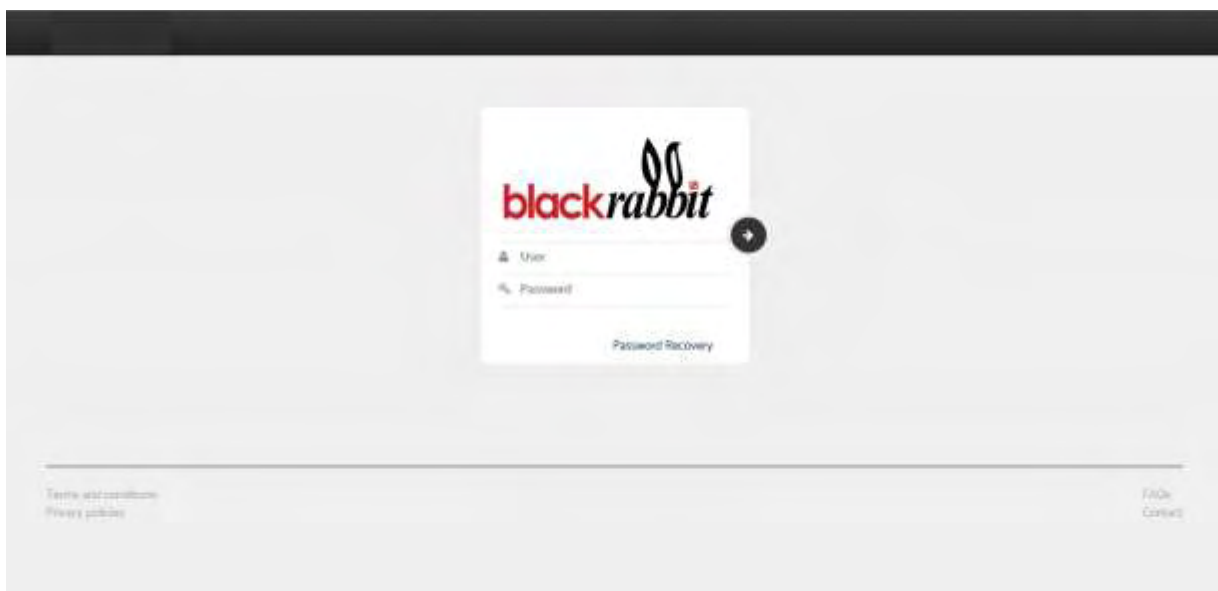 blackrabbit
User
Password
Password Recovery
Terms and conditions
FAQs
Privacy policies
Contact